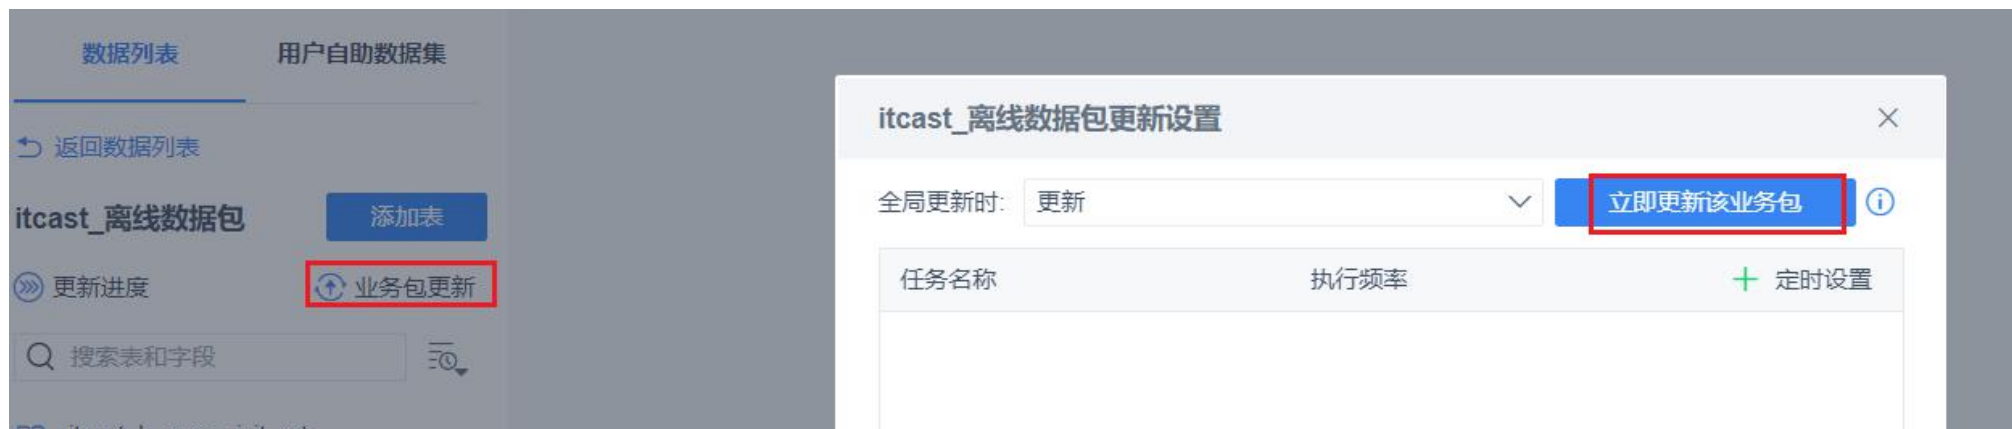 数据列表 用户自助数据集
返回数据列表
itcast_离线数据包 添加表
更新进度 业务包更新
搜索表和字段
itcast_离线数据包更新设置
全局更新时: 更新 立即更新该业务包
任务名称 执行频率 定时设置